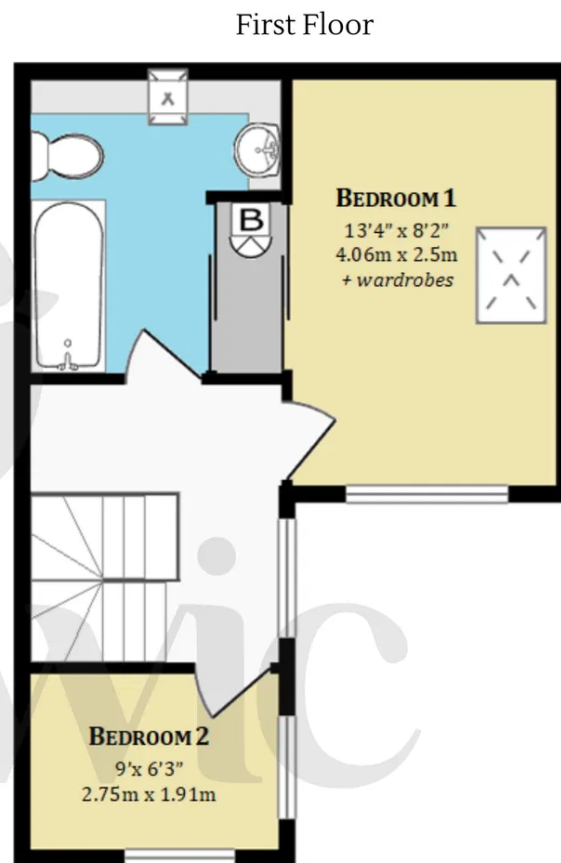 First Floor
B
BEDROOM 1
13'4" x 8'2"
4.06m x 2.5m
+ wardrobes
BEDROOM 2
9'x 6'3"
2.75m x 1.91m
wic